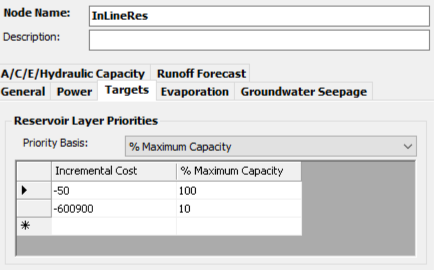 Node Name: InLineRes
Description:
A/C/E/Hydraulic Capacity Runoff Forecast
General Power Targets Evaporation Groundwater Seepage
Reservoir Layer Priorities
Priority Basis: % Maximum Capacity
Incremental Cost % Maximum Capacity
-50 100
-600900 10